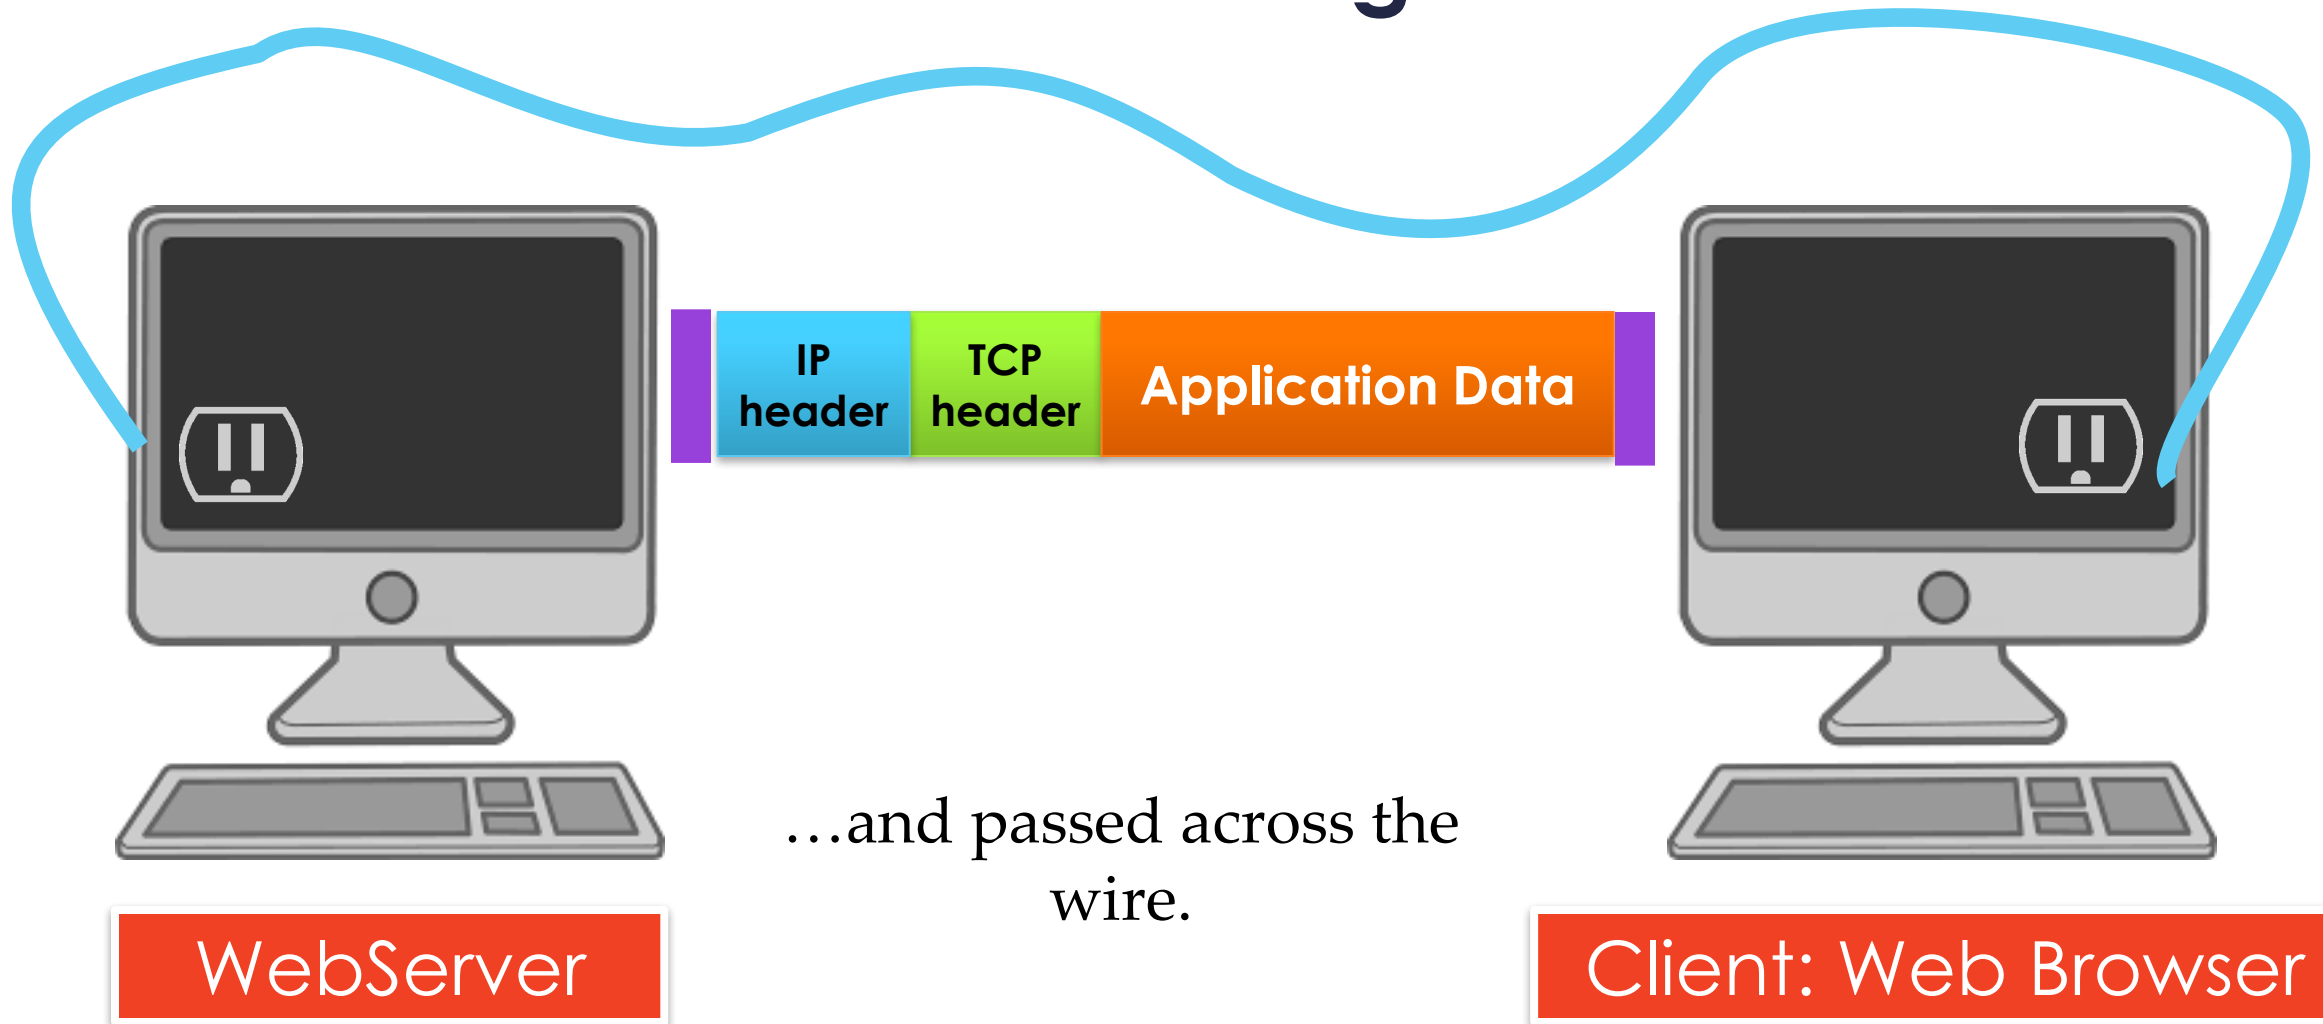 IP
header
TCP
header
Application Data
…and passed across the
wire.
WebServer
Client: Web Browser